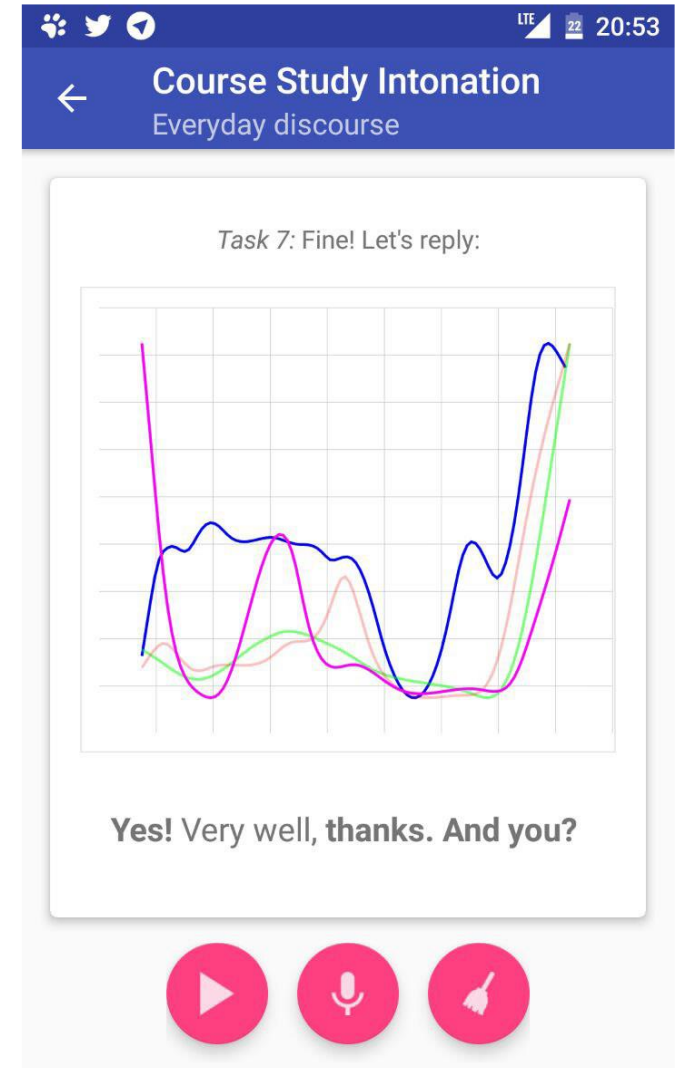 LTE 22 20:53
Course Study Intonation
Everyday discourse
Task 7: Fine! Let's reply:
Yes! Very well, thanks. And you?